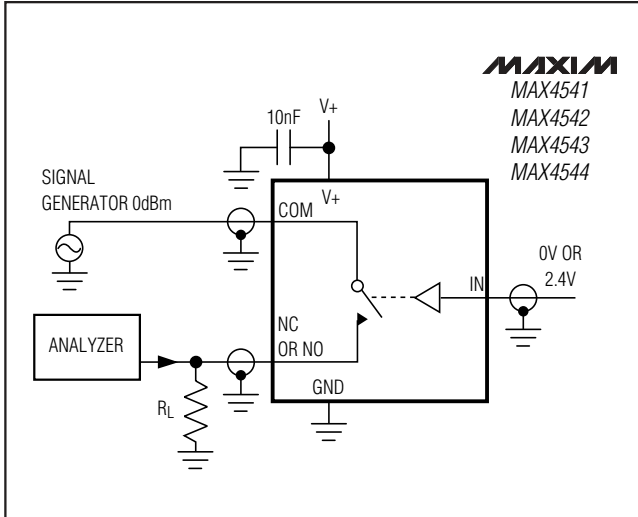 MAXIM
MAX4541
MAX4542
MAX4543
MAX4544
V+
10nF
V+
SIGNAL
GENERATOR 0dBm
COM
0V OR
2.4V
IN
NC
OR NO
ANALYZER
GND
RL